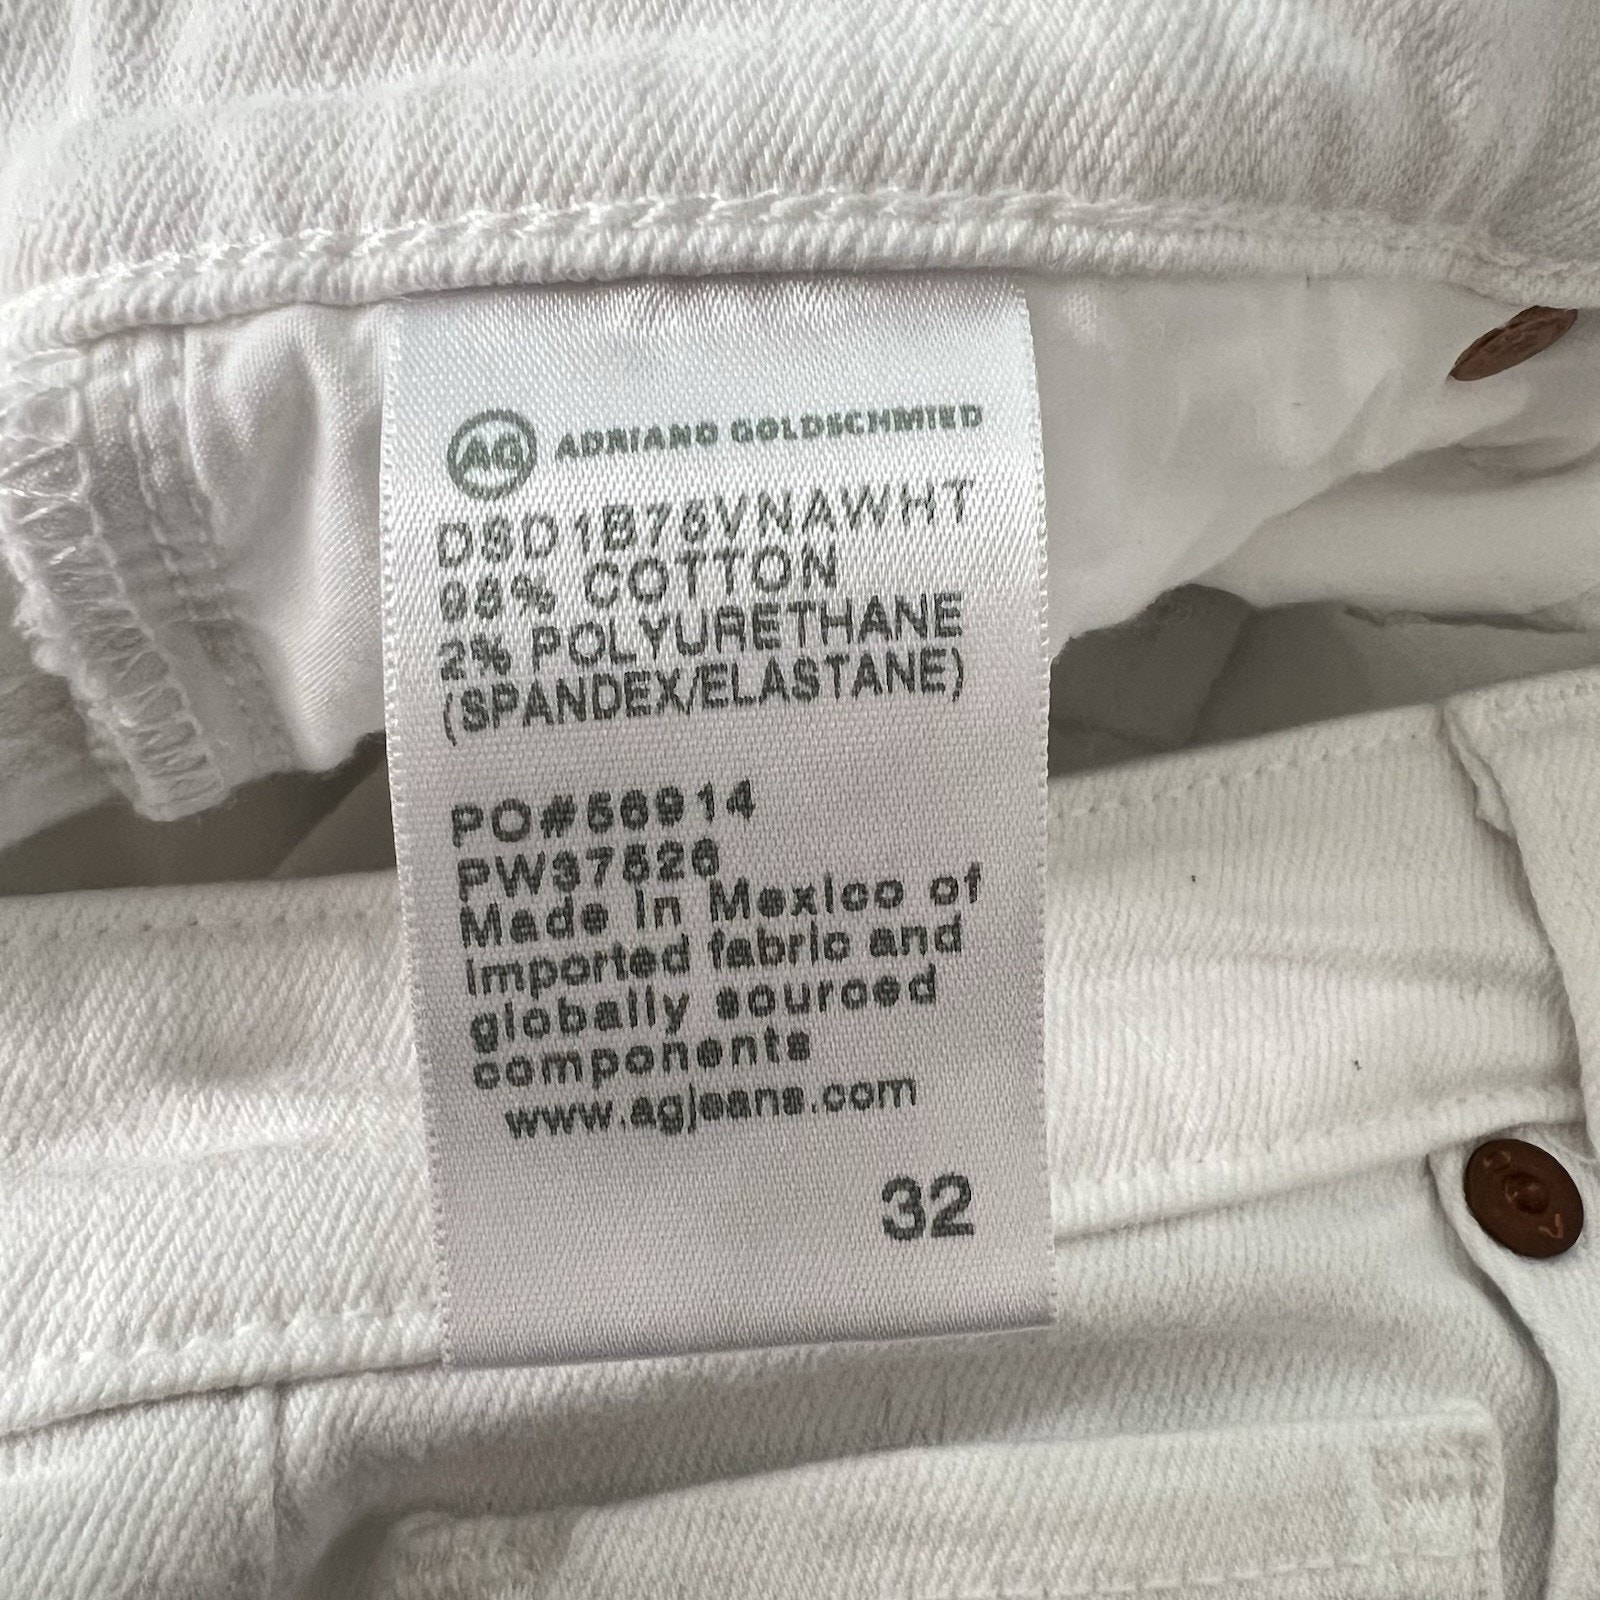 AG ADRIANO GOLDSCHMIED
DSD1B75VNAWHT
98% COTTON
2% POLYURETHANE
(SPANDEX/ELASTANE)
PO#56914
PW37526
Made in Mexico of
imported fabric and
globally sourced
components
www.agjeans.com
32